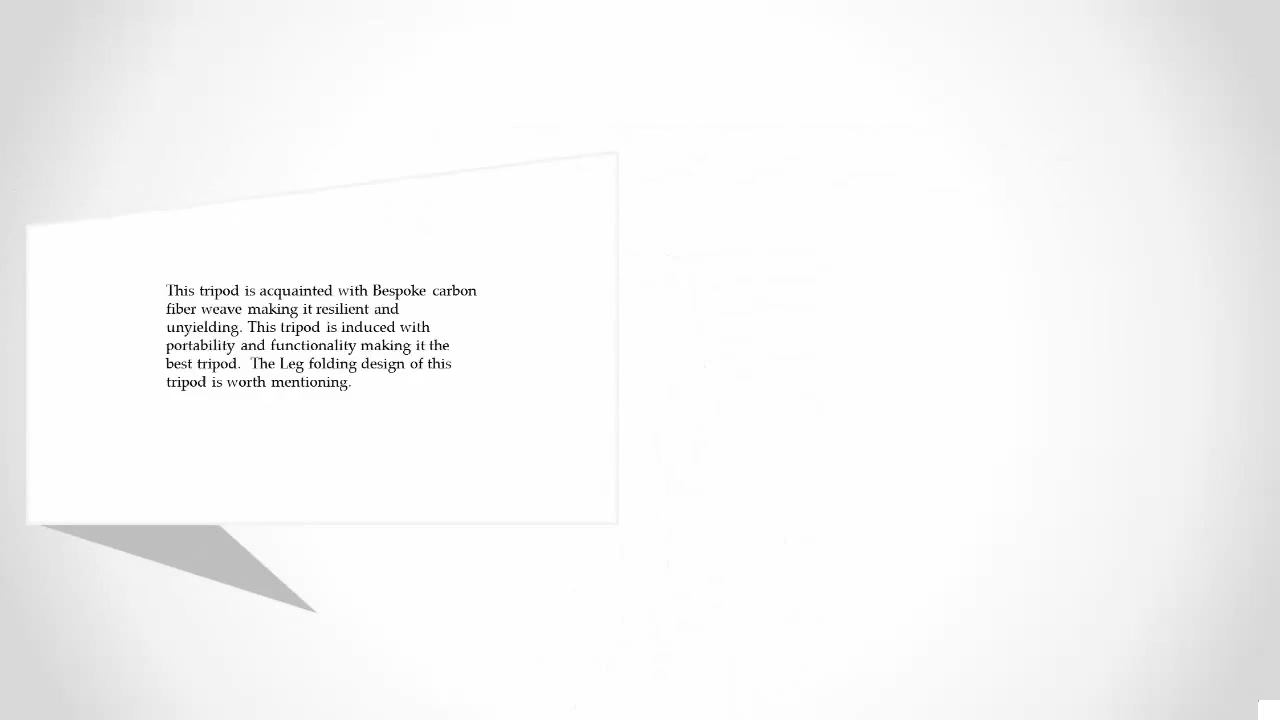 This tripod is acquainted with Bespoke carbon
fiber weave making it resilient and
unyielding. This tripod is induced with
portability and functionality making it the
best tripod.  The Leg folding design of this
tripod is worth mentioning.